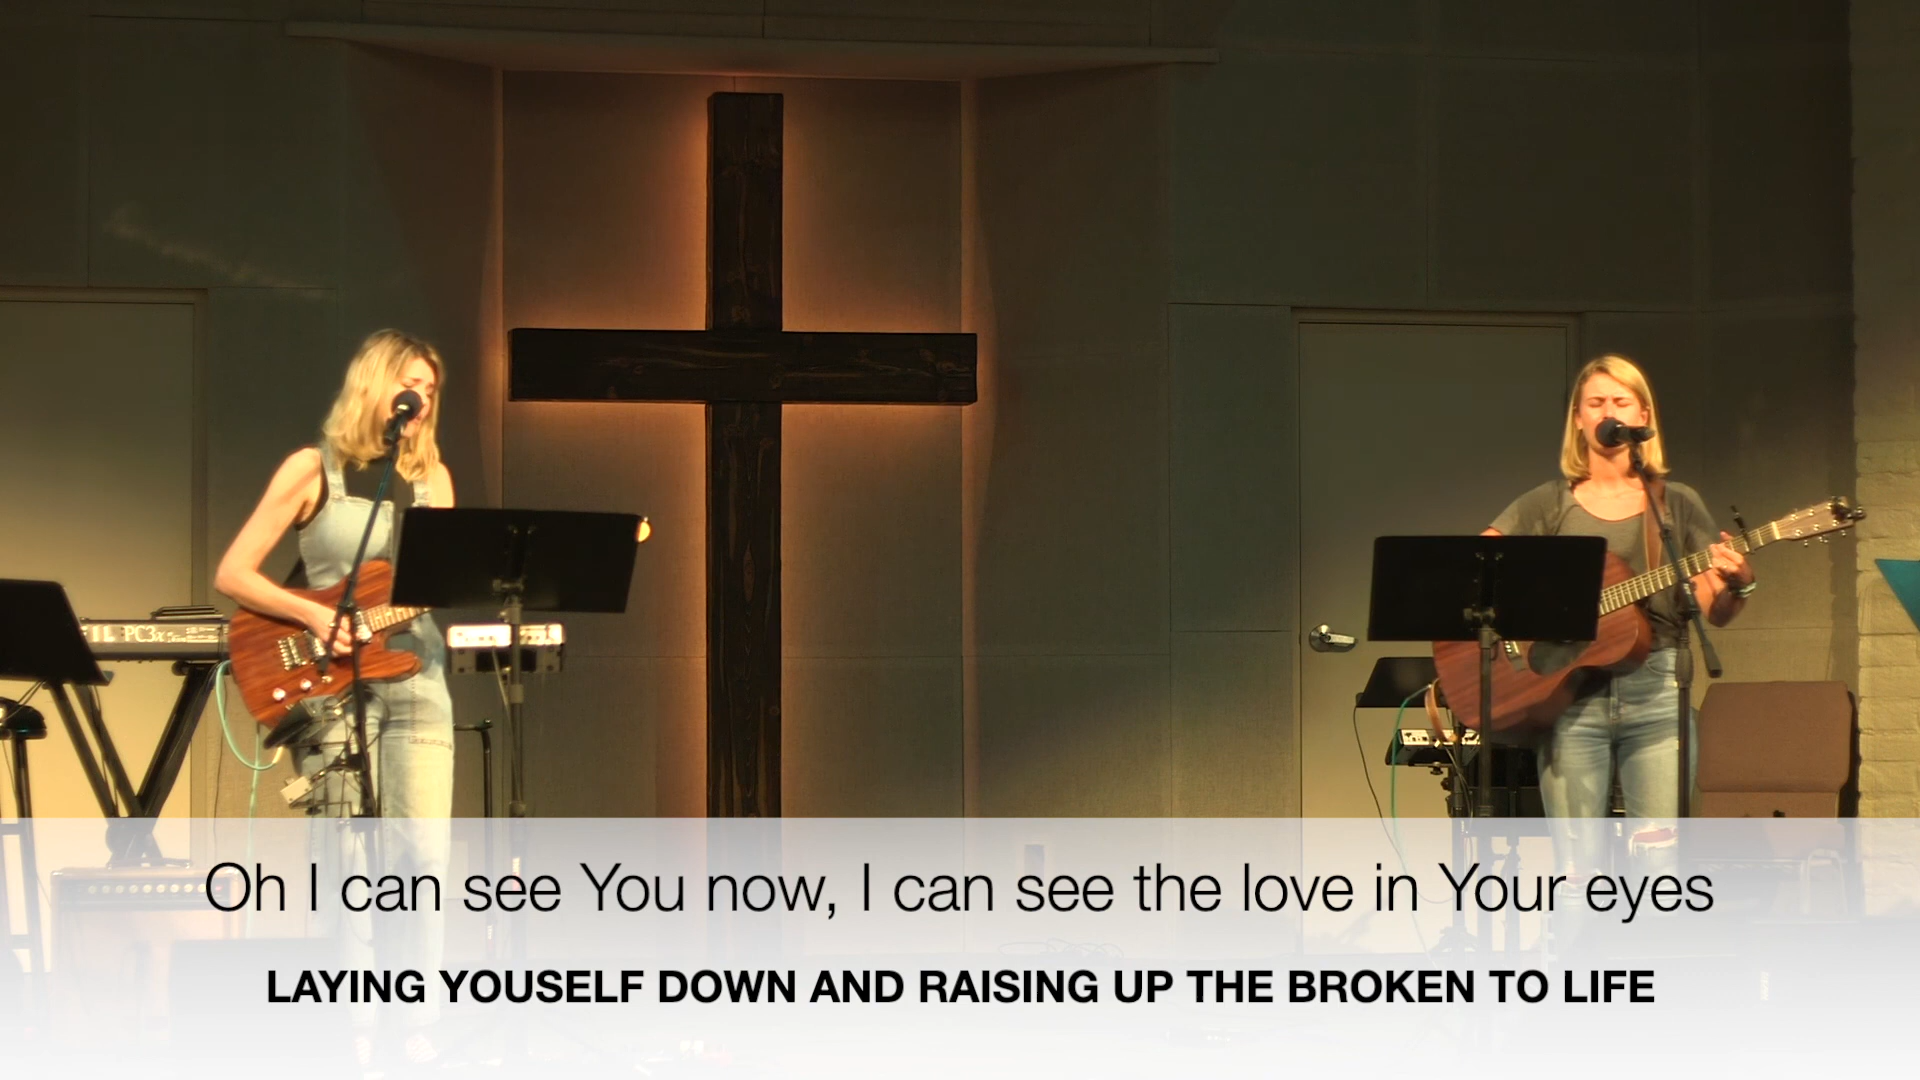 PC3x
Oh I can see You now, I can see the love in Your eyes
LAYING YOUSELF DOWN AND RAISING UP THE BROKEN TO LIFE